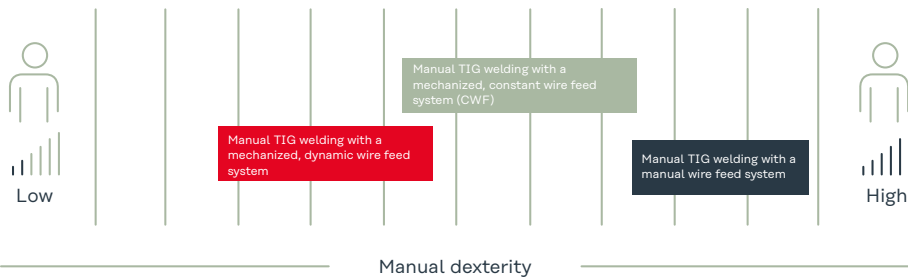 Manual TIG welding with a
mechanized, constant wire feed
system (CWF)
Manual TIG welding with a
mechanized, dynamic wire feed
system
Manual TIG welding with a
manual wire feed system
Low
High
Manual dexterity